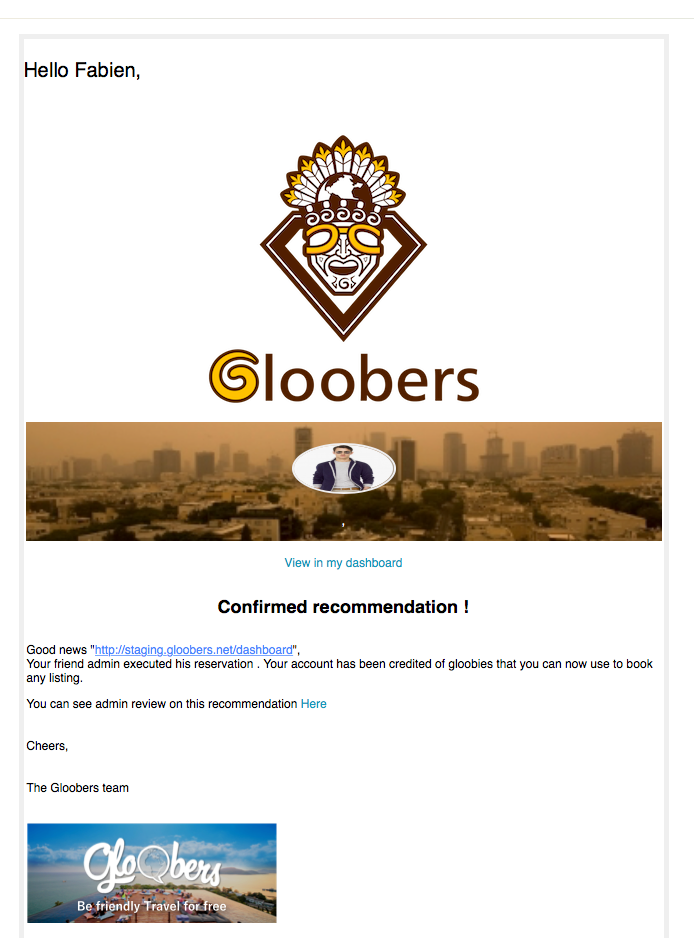 Hello Fabien,
G
Gloobers
,
View in my dashboard
Confirmed recommendation !
Good news "http://staging.gloobers.net/dashboard",
Your friend admin executed his reservation . Your account has been credited of gloobies that you can now use to book
any listing.
You can see admin review on this recommendation Here
Cheers,
The Gloobers team
GloObers
Be friendly Travel for free